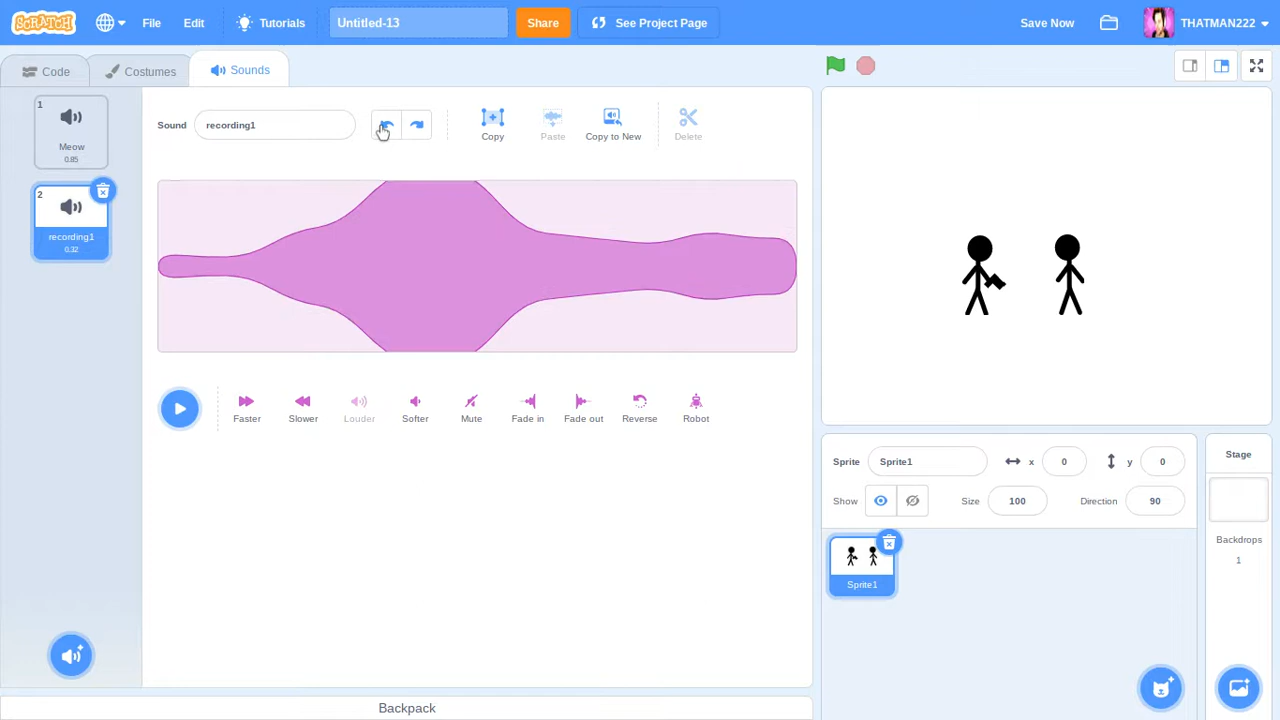 SCRATCH
File
Edit
Tutorials
Untitled-13
Share
See Project Page
Save Now
THATMAN222
Code
Costumes
Sounds
1
Meow
0.85
2
recording1
0.32
Sound
recording1
Copy
Paste
Copy to New
Delete
Faster
Slower
Louder
Softer
Mute
Fade in
Fade out
Reverse
Robot
Sprite
Sprite1
x
0
y
0
Show
Size
100
Direction
90
Sprite1
Stage
Backdrops
1
Backpack